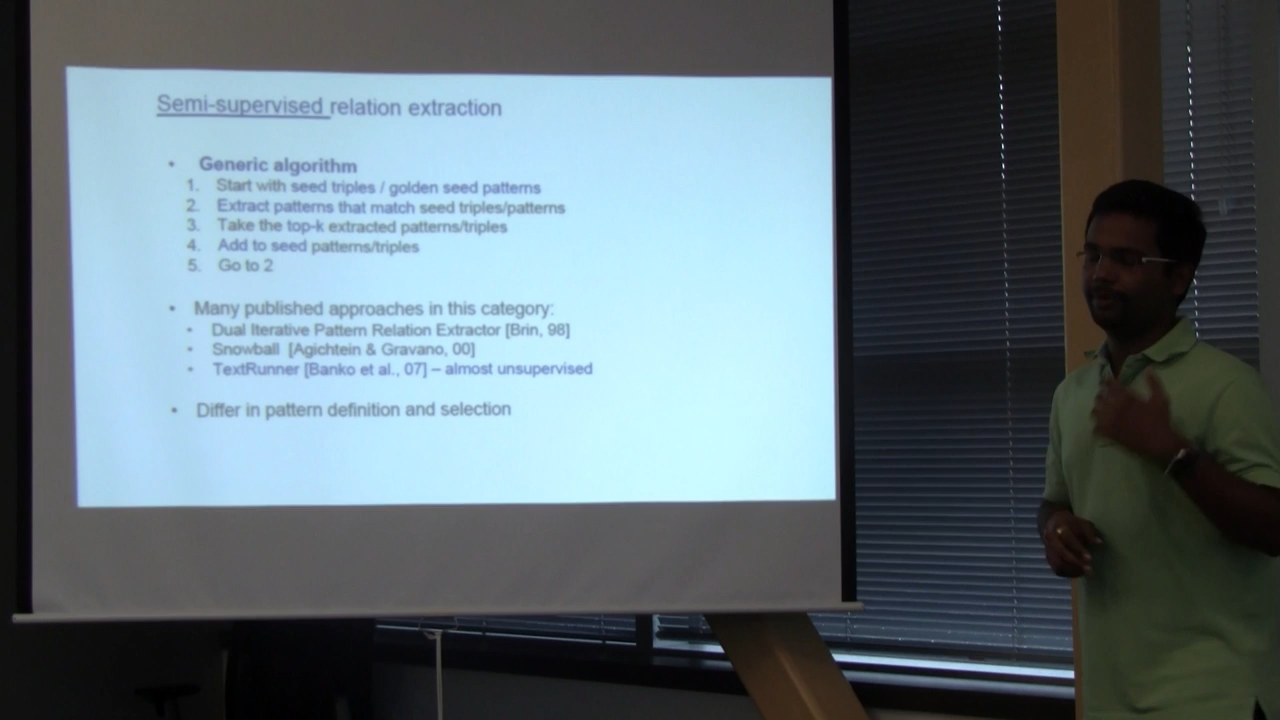 Semi-supervised relation extraction
• Generic algorithm
1. Start with seed triples / golden seed patterns
2. Extract patterns that match seed triples/patterns
3. Take the top-k extracted patterns/triples
4. Add to seed patterns/triples
5. Go to 2
• Many published approaches in this category:
• Dual Iterative Pattern Relation Extractor [Brin, 98]
• Snowball [Agichtein & Gravano, 00]
• TextRunner [Banko et al., 07] – almost unsupervised
• Differ in pattern definition and selection